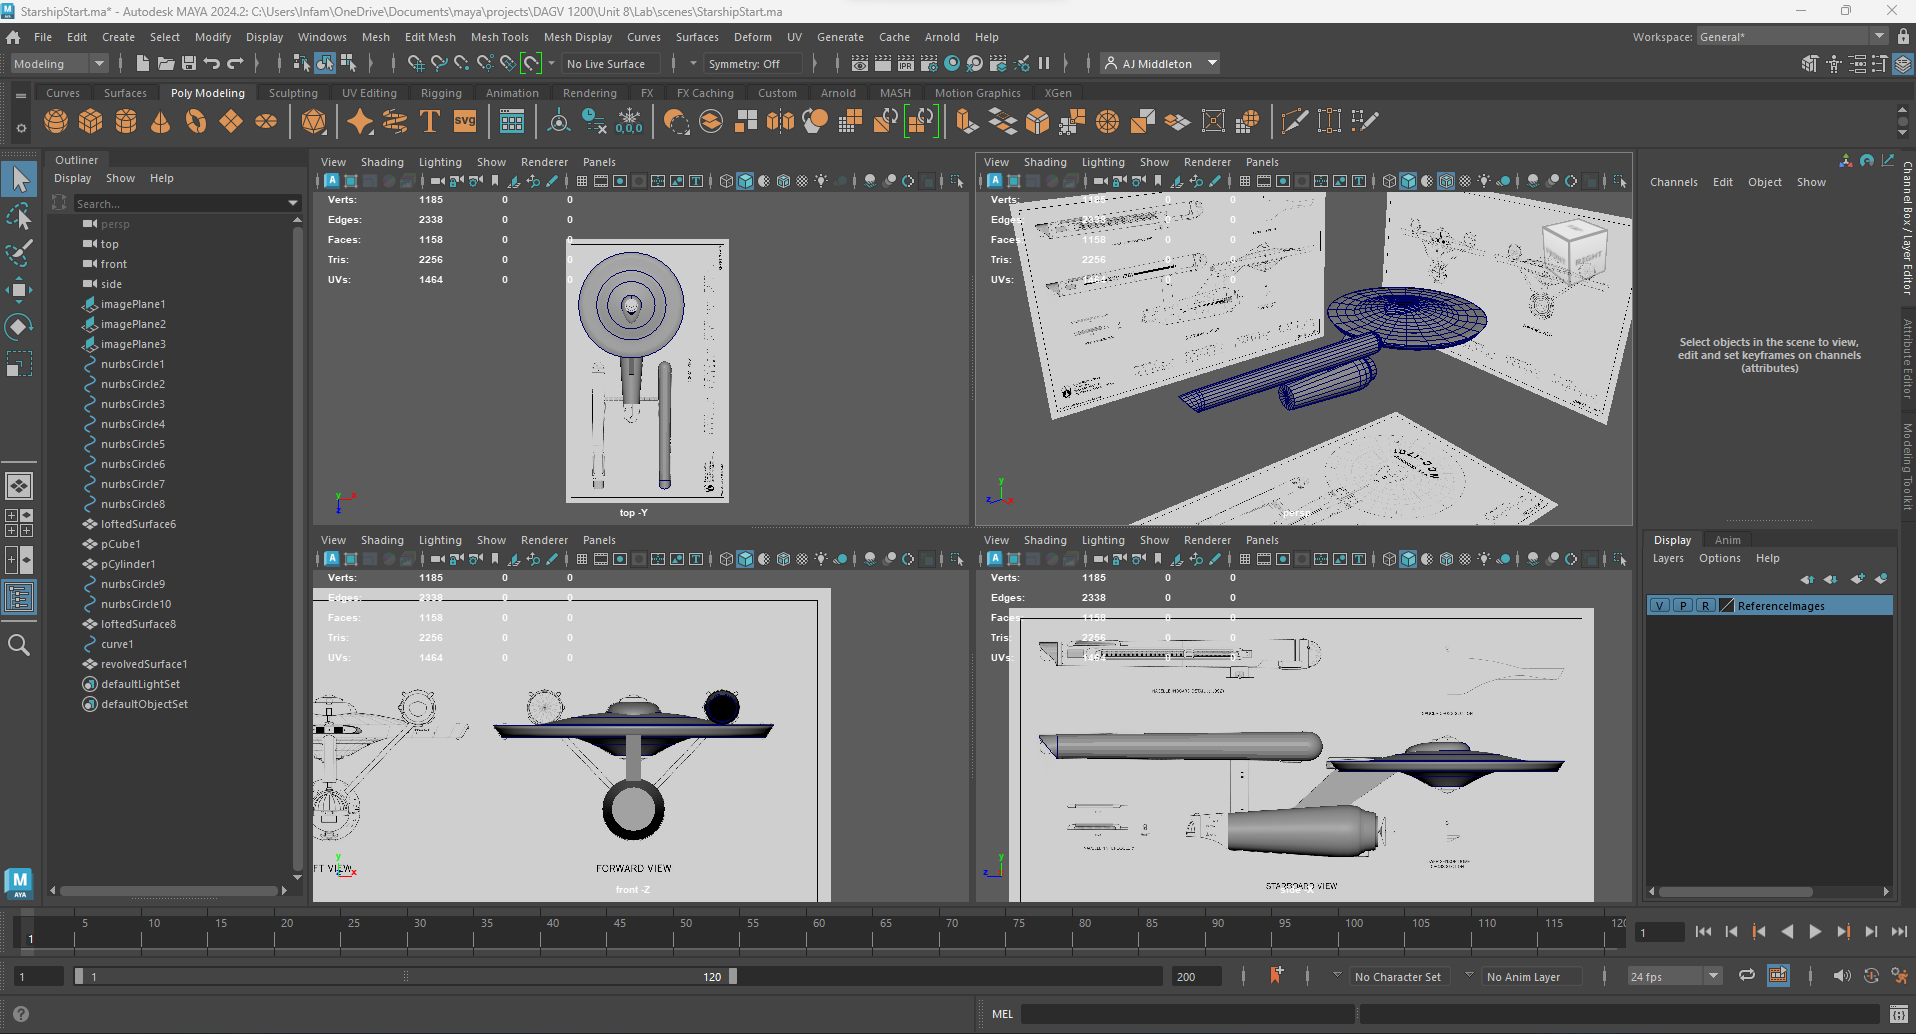 StarshipStart.ma* - Autodesk MAYA 2024.2: C:\Users\Infam\OneDrive\Documents\maya\projects\DAGV 1200\Unit 8\Lab\scenes\StarshipStart.ma
File Edit Create Select Modify Display Windows Mesh Edit Mesh Mesh Tools Mesh Display Curves Surfaces Deform UV Generate Cache Arnold Help
Workspace: General*
Modeling
No Live Surface
Symmetry: Off
IPR
AJ Middleton
Curves Surfaces Poly Modeling Sculpting UV Editing Rigging Animation Rendering FX FX Caching Custom Arnold MASH Motion Graphics XGen
SVG
0,0,0
Outliner
Display Show Help
Search...
persp
top
front
side
imagePlane1
imagePlane2
imagePlane3
nurbsCircle1
nurbsCircle2
nurbsCircle3
nurbsCircle4
nurbsCircle5
nurbsCircle6
nurbsCircle7
nurbsCircle8
loftedSurface6
pCube1
pCylinder1
nurbsCircle9
nurbsCircle10
loftedSurface8
curve1
revolvedSurface1
defaultLightSet
defaultObjectSet
View Shading Lighting Show Renderer Panels
Verts: 1185 0 0
Edges: 2338 0 0
Faces: 1158 0 0
Tris: 2256 0 0
UVs: 1464 0 0
top -Y
View Shading Lighting Show Renderer Panels
Verts: 1185 0 0
Edges: 2338 0 0
Faces: 1158 0 0
Tris: 2256 0 0
UVs: 0 0
RIGHT
NCC-1701
persp
View Shading Lighting Show Renderer Panels
Verts: 1185 0 0
Edges: 2338 0 0
Faces: 1158 0 0
Tris: 2256 0 0
UVs: 1464 0 0
FT VIEW
FORWARD VIEW
front -Z
View Shading Lighting Show Renderer Panels
Verts: 1185 0 0
Edges: 2338 0 0
Faces: 1158 0 0
Tris: 2256 0 0
UVs: 1464 0 0
STARBOARD VIEW
side -X
Channels Edit Object Show
Select objects in the scene to view,
edit and set keyframes on channels
(attributes)
Channel Box / Layer Editor
Attribute Editor
Modeling Toolkit
Display Anim
Layers Options Help
V P R ReferenceImages
M
AYA
1 5 10 15 20 25 30 35 40 45 50 55 60 65 70 75 80 85 90 95 100 105 110 115 120
1
1 1 120 200
No Character Set
No Anim Layer
24 fps
MEL